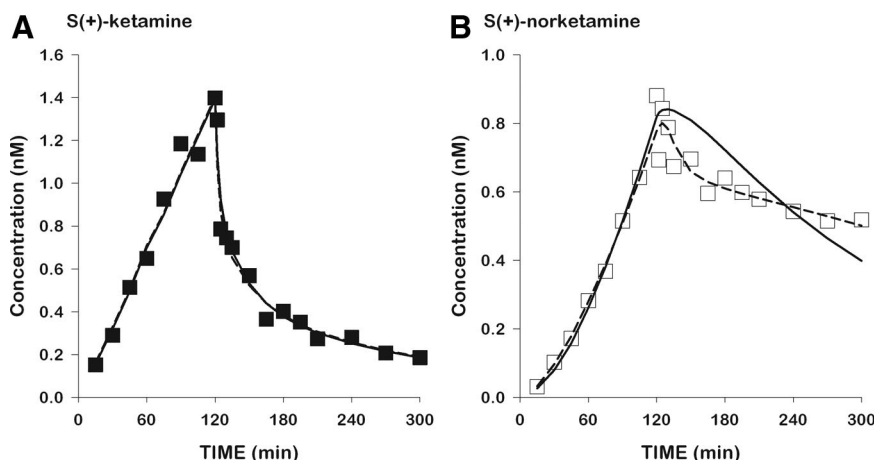 A
S(+)-ketamine
Concentration (nM)
1.6
1.4
1.2
1.0
0.8
0.6
0.4
0.2
0.0
0 60 120 180 240 300
TIME (min)
B
S(+)-norketamine
Concentration (nM)
1.0
0.8
0.6
0.4
0.2
0.0
0 60 120 180 240 300
TIME (min)